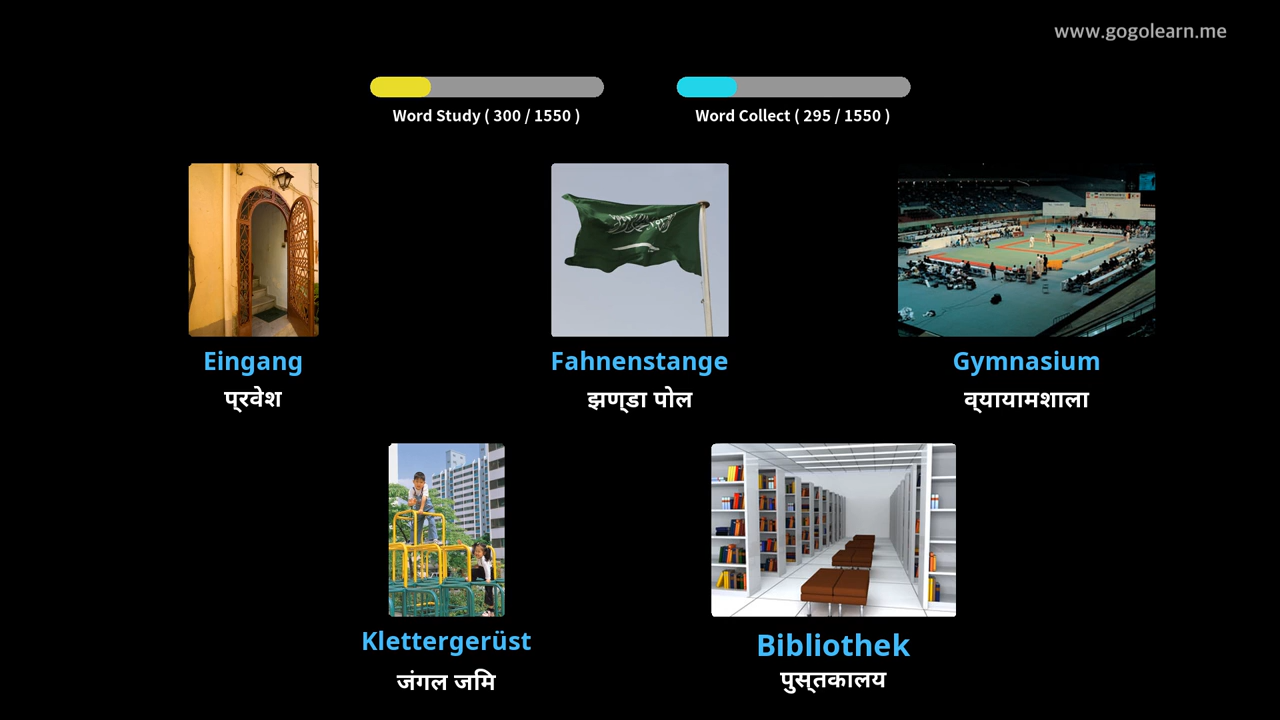 www.gogolearn.me
Word Study ( 300 / 1550 )
Word Collect ( 295 / 1550 )
Eingang
Fahnenstange
Gymnasium
प्रवेश
झण्डा पोल
व्यायामशाला
Klettergerüst
Bibliothek
जंगल जमि
पुस्तकालय